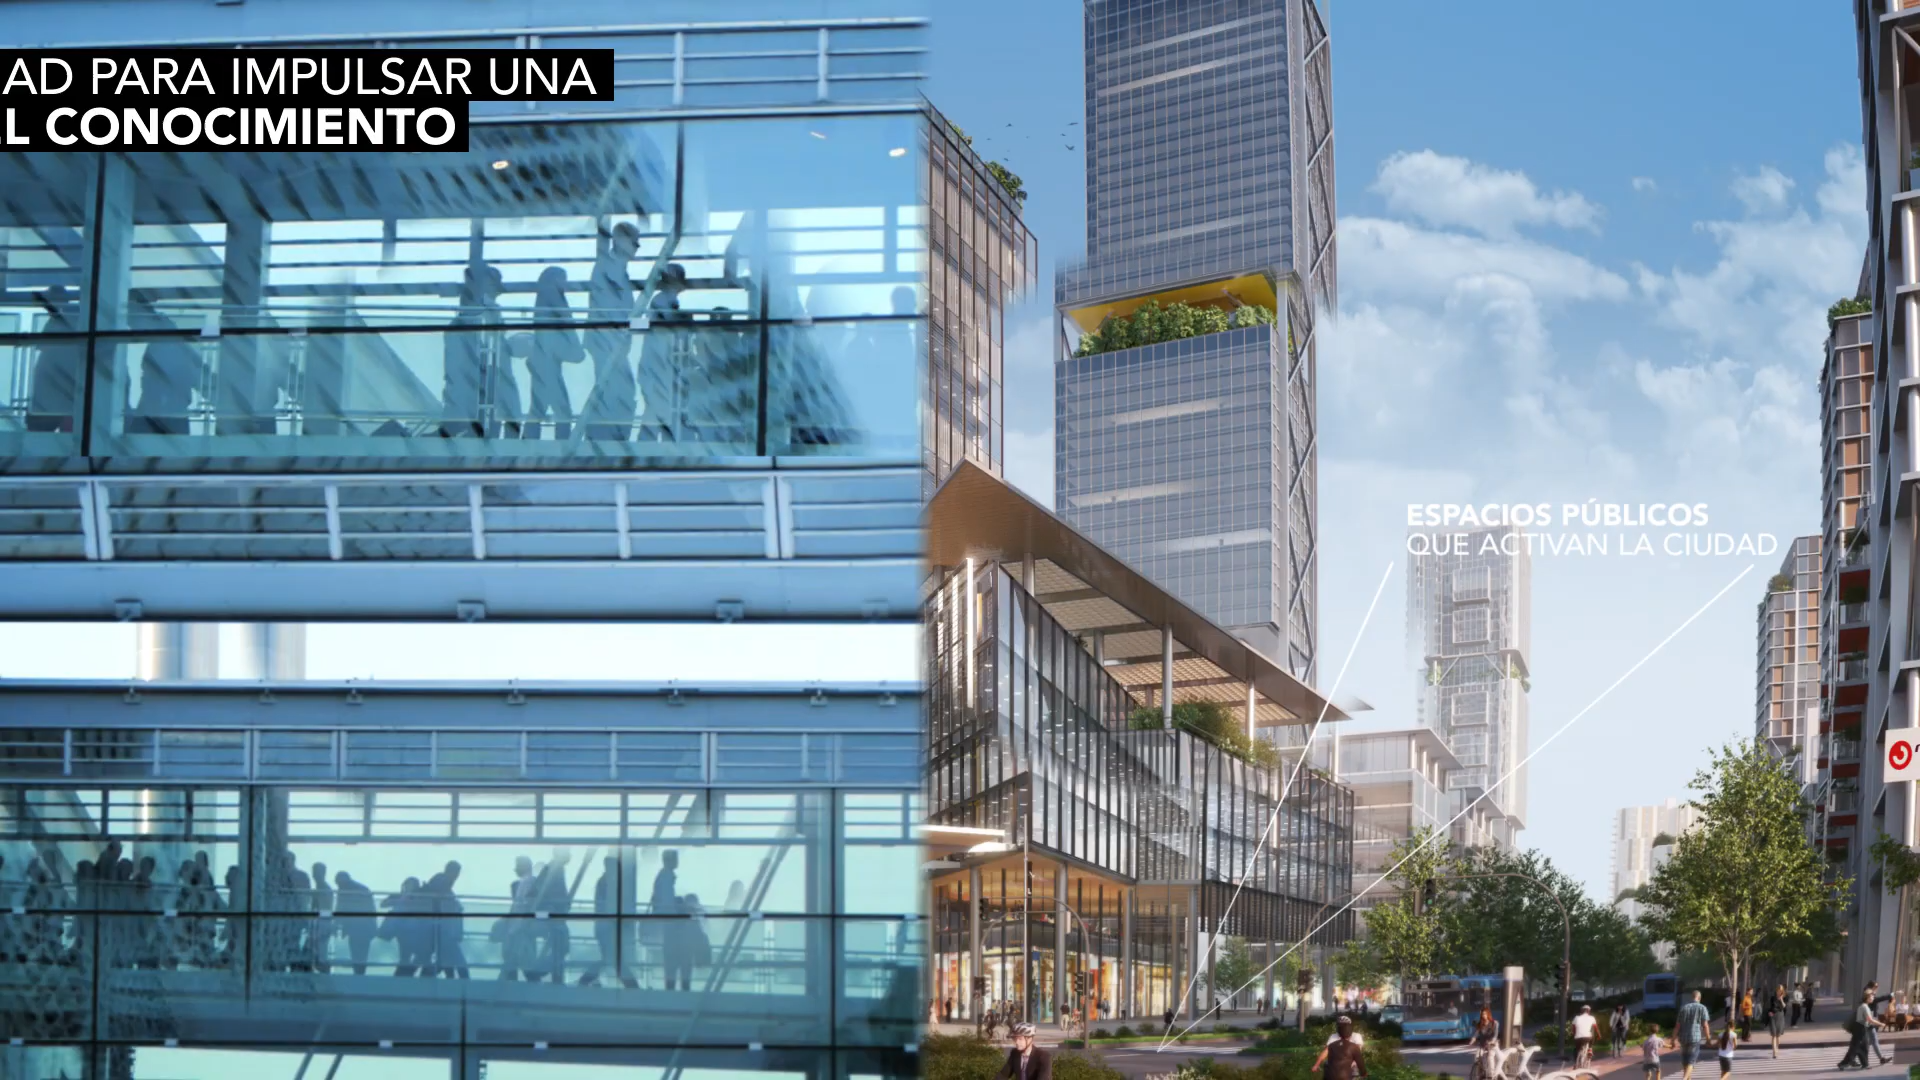 AD PARA IMPULSAR UNA
L CONOCIMIENTO
ESPACIOS PÚBLICOS
QUE ACTIVAN LA CIUDAD